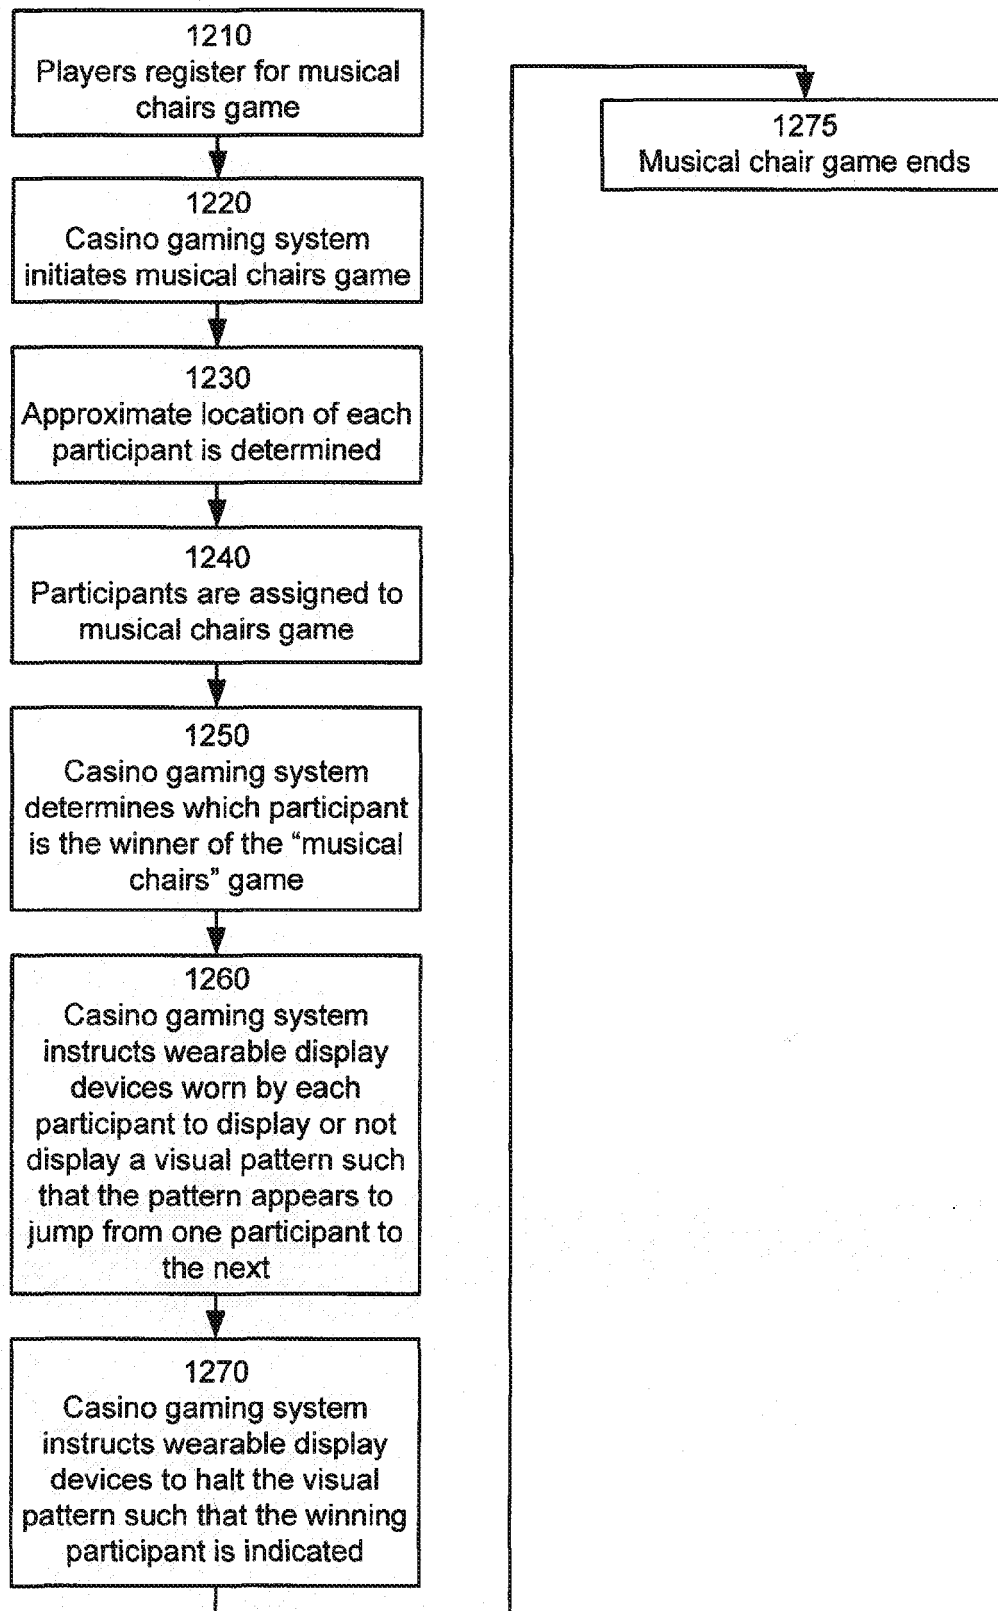 1210
Players register for musical
chairs game
1220
Casino gaming system
initiates musical chairs game
1230
Approximate location of each
participant is determined
1240
Participants are assigned to
musical chairs game
1250
Casino gaming system
determines which participant
is the winner of the “musical
chairs” game
1260
Casino gaming system
instructs wearable display
devices worn by each
participant to display or not
display a visual pattern such
that the pattern appears to
jump from one participant to
the next
1270
Casino gaming system
instructs wearable display
devices to halt the visual
pattern such that the winning
participant is indicated
1275
Musical chair game ends